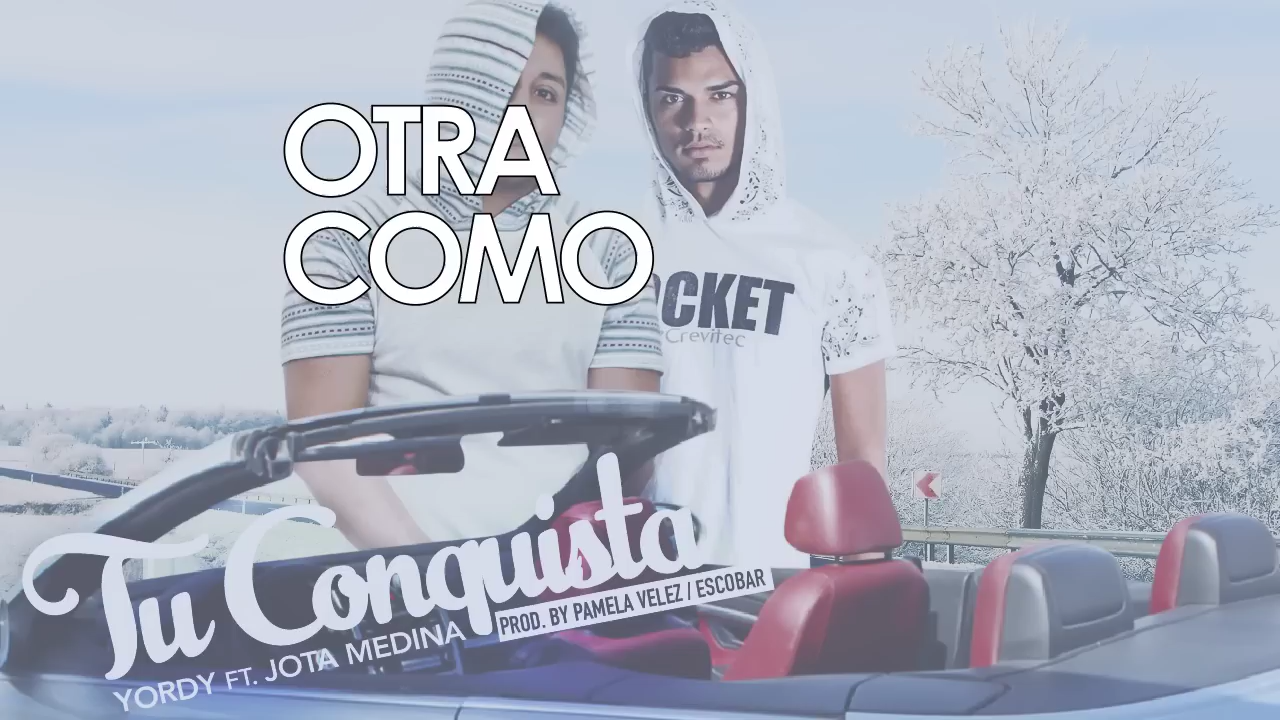 OTRA
COMO
OCKET
Crevitec
Tu Conquista
PROD. BY PAMELA VELEZ / ESCOBAR
YORDY FT. JOTA MEDINA